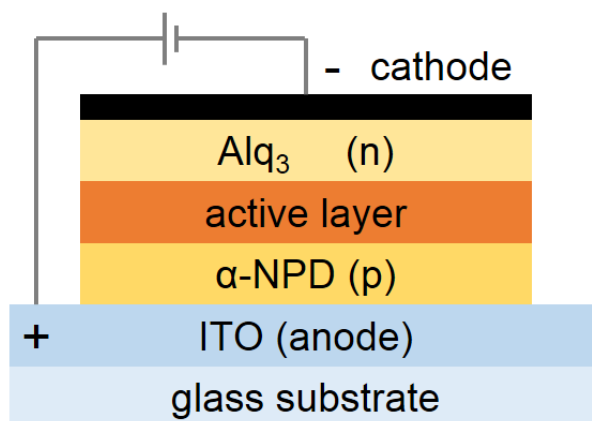 - cathode
Alq₃ (n)
active layer
α-NPD (p)
+ ITO (anode)
glass substrate